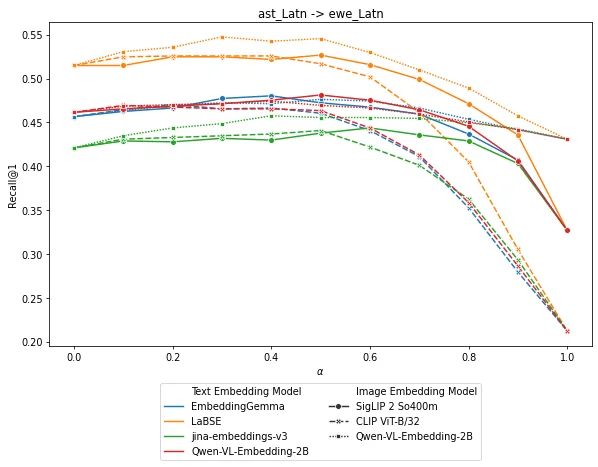 ast_Latn -> ewe_Latn
Recall@1
0.55
0.50
0.45
0.40
0.35
0.30
0.25
0.20
0.0 0.2 0.4 0.6 0.8 1.0
α
Text Embedding Model
EmbeddingGemma
LaBSE
jina-embeddings-v3
Qwen-VL-Embedding-2B
Image Embedding Model
SigLIP 2 So400m
CLIP ViT-B/32
Qwen-VL-Embedding-2B